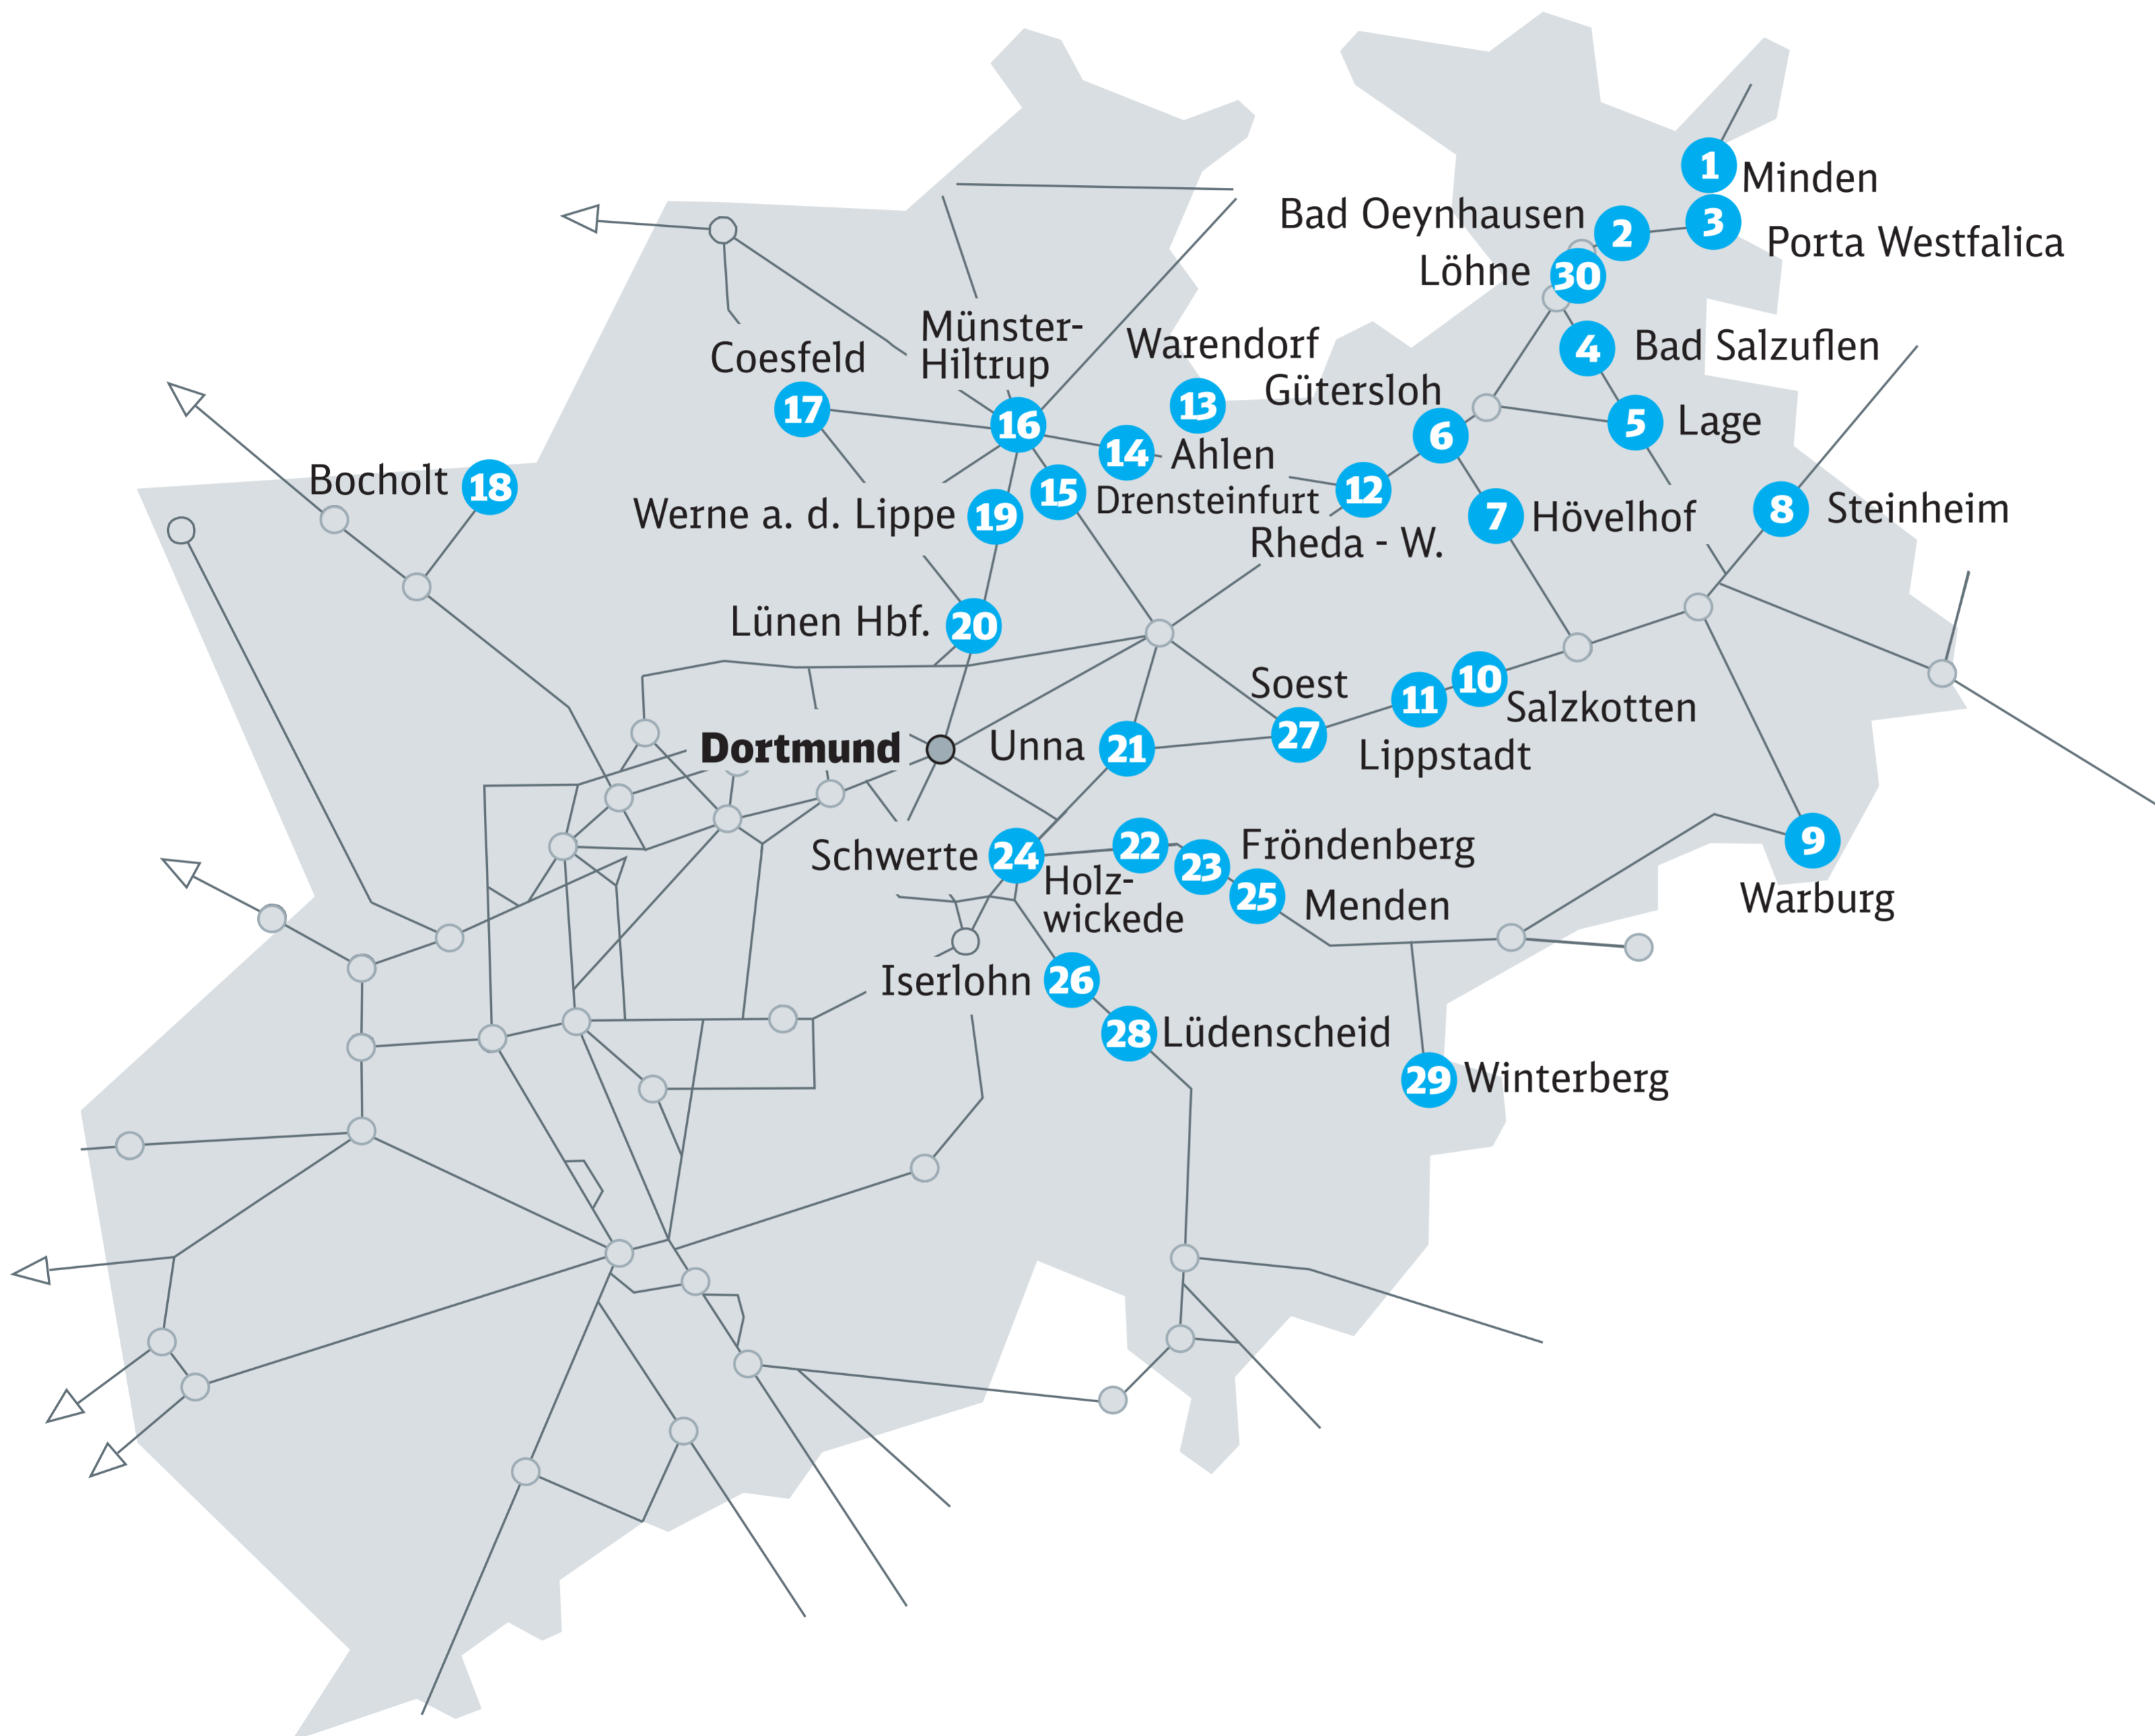 1
Minden
Bad Oeynhausen
2
3
Porta Westfalica
Löhne
30
Münster-
Hiltrup
Warendorf
Coesfeld
4
Bad Salzuflen
17
16
13
Gütersloh
6
5
Lage
14
Ahlen
Bocholt
18
15
Drensteinfurt
12
Werne a. d. Lippe
19
7
Hövelhof
8
Steinheim
Rheda - W.
Lünen Hbf.
20
Soest
11
10
Salzkotten
Dortmund
Unna
21
27
Lippstadt
Schwerte
24
22
23
Fröndenberg
9
Holz-
wickede
25
Menden
Warburg
Iserlohn
26
28
Lüdenscheid
29
Winterberg